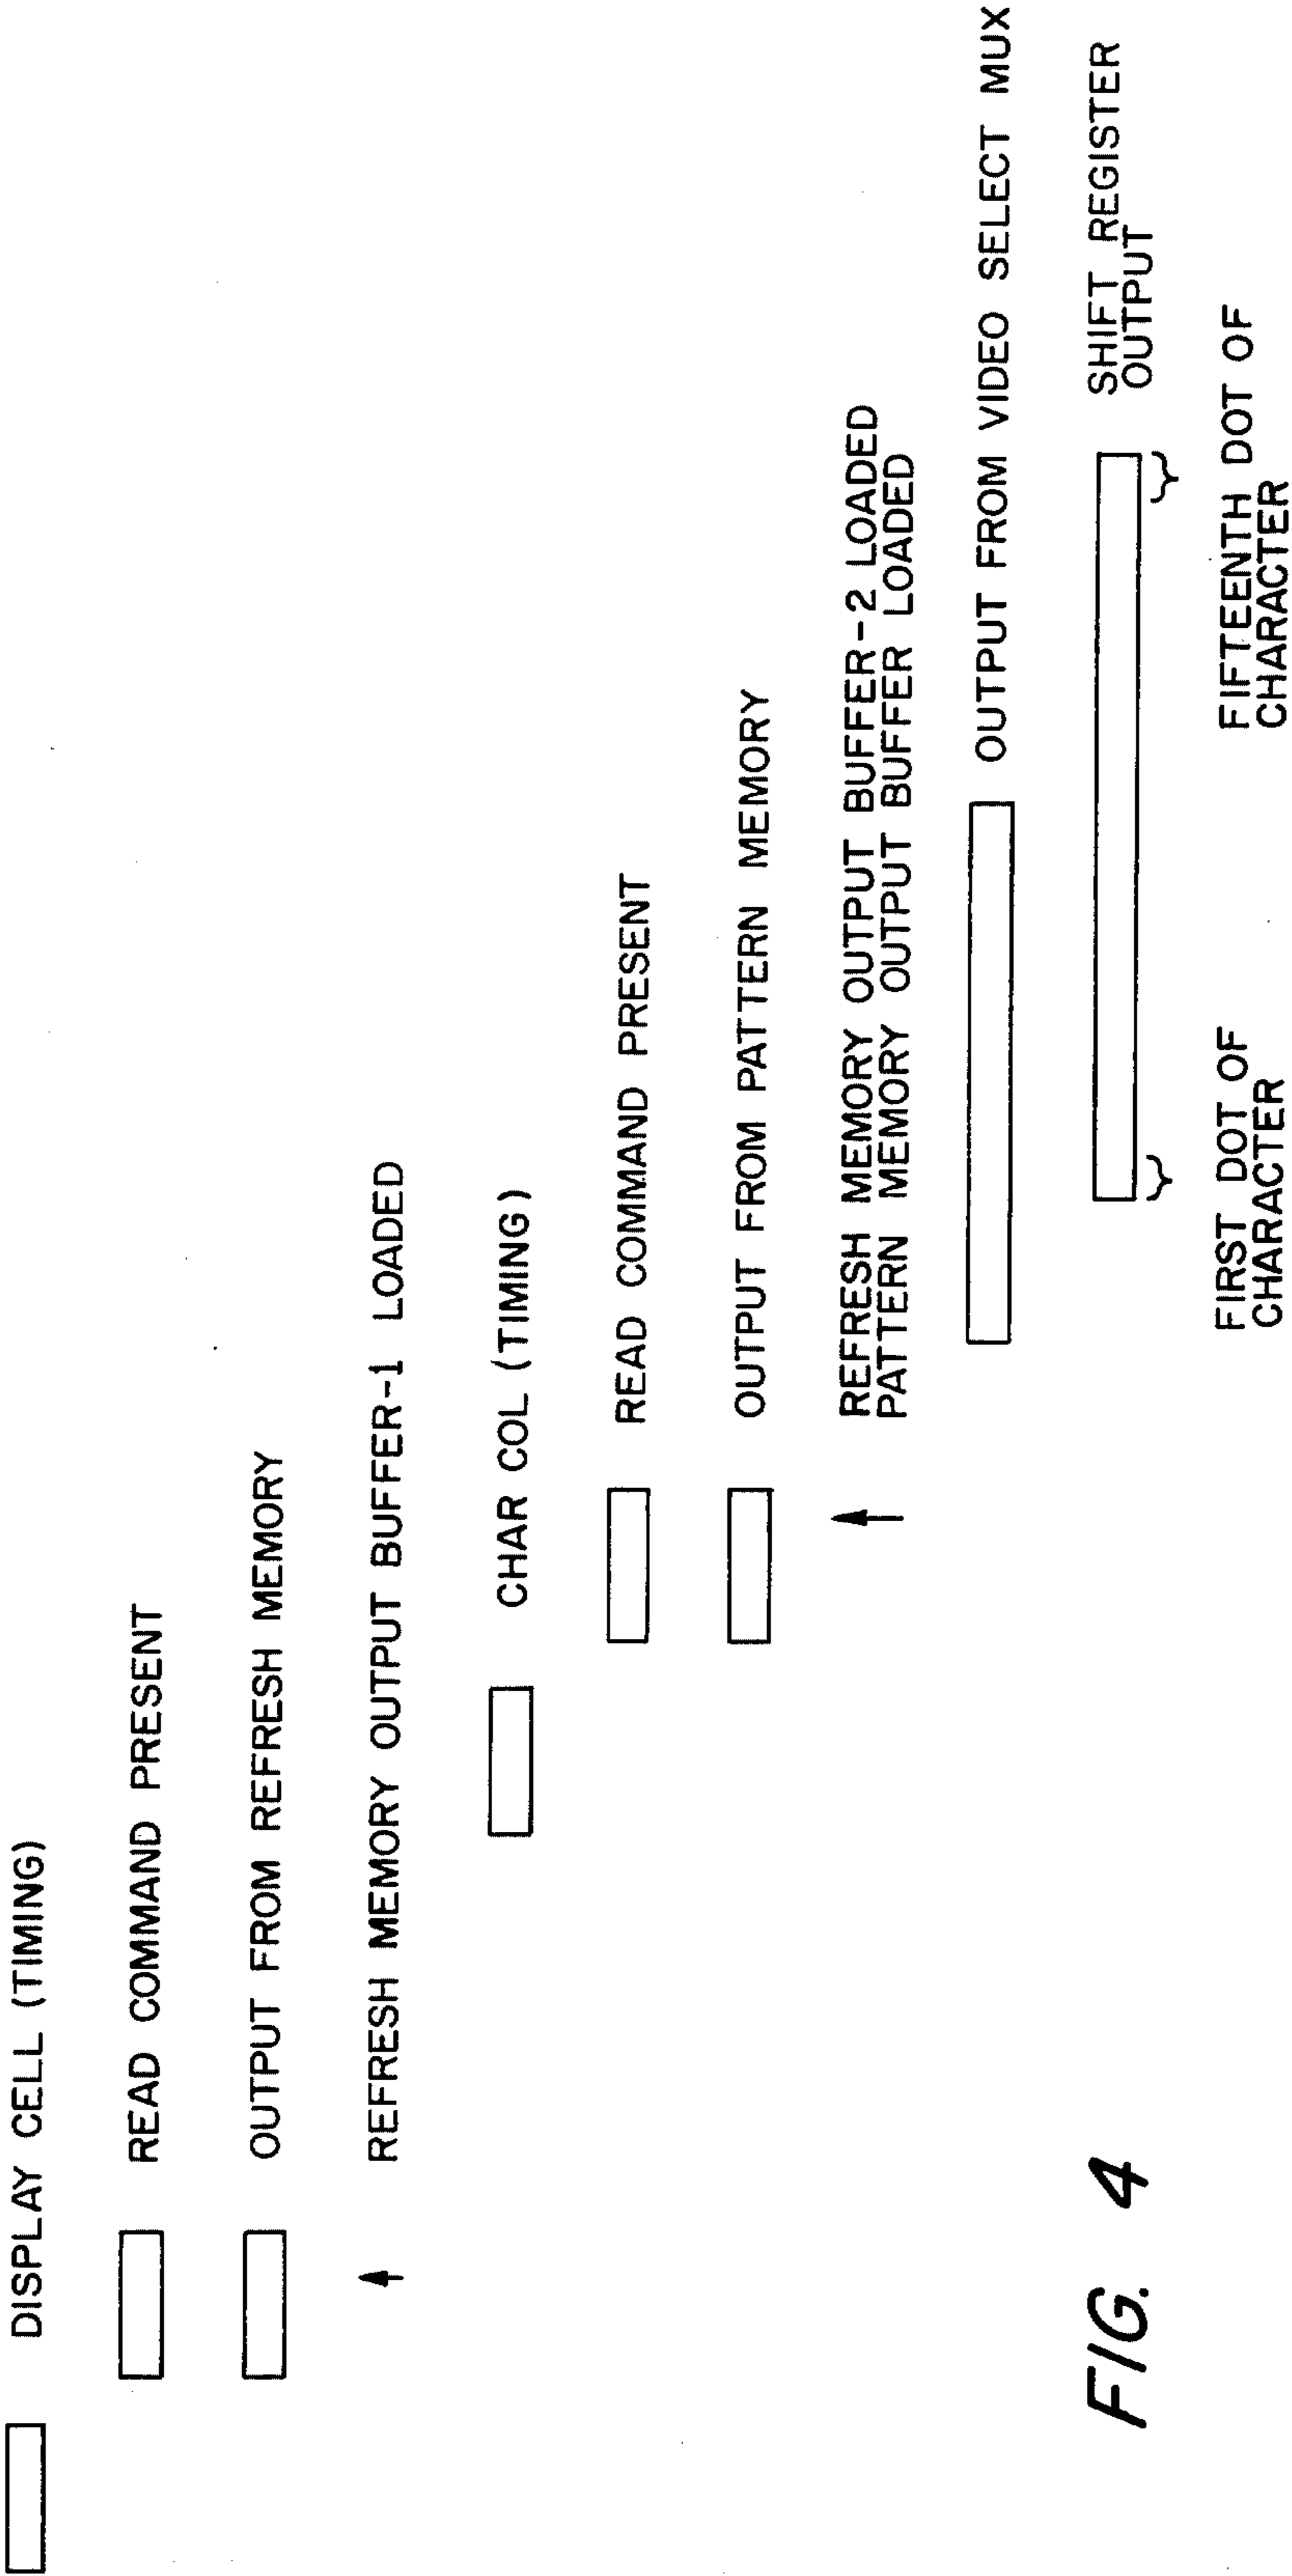 DISPLAY CELL (TIMING)
READ COMMAND PRESENT
OUTPUT FROM REFRESH MEMORY
REFRESH MEMORY OUTPUT BUFFER-1 LOADED
CHAR COL (TIMING)
READ COMMAND PRESENT
OUTPUT FROM PATTERN MEMORY
REFRESH MEMORY OUTPUT BUFFER-2 LOADED
PATTERN MEMORY OUTPUT BUFFER LOADED
OUTPUT FROM VIDEO SELECT MUX
SHIFT REGISTER
OUTPUT
FIRST DOT OF
CHARACTER
FIFTEENTH DOT OF
CHARACTER
FIG. 4